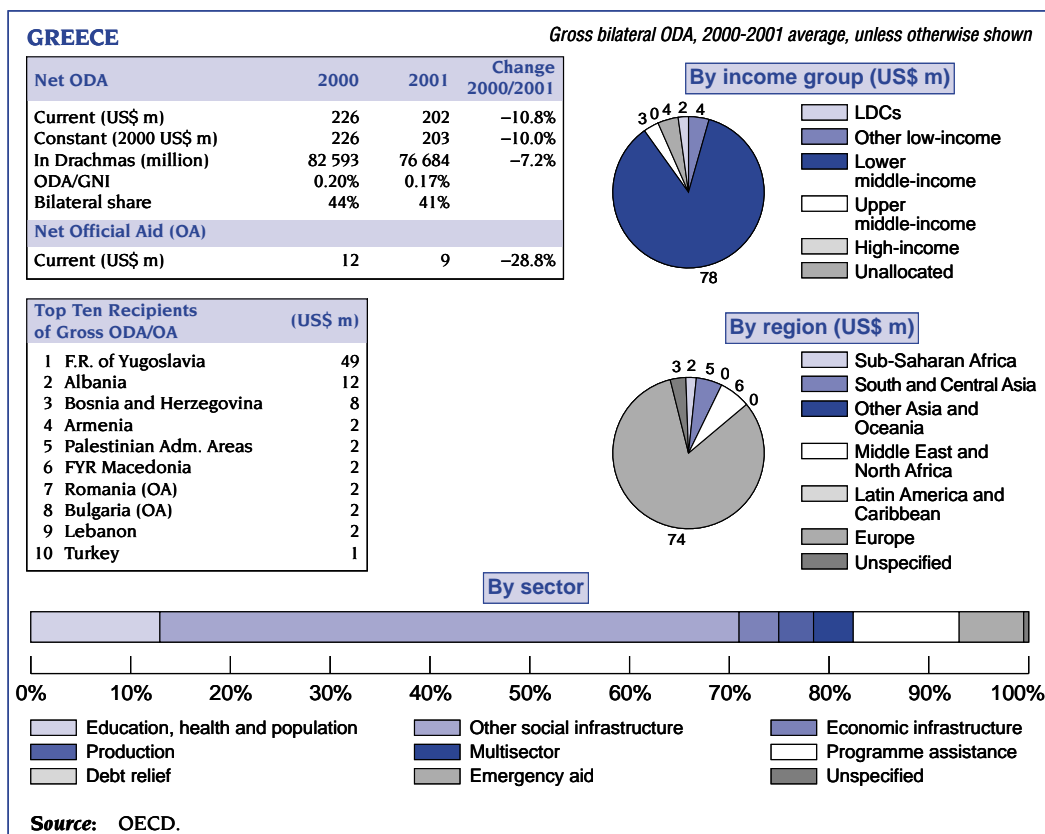 GREECE
Gross bilateral ODA, 2000-2001 average, unless otherwise shown
Net ODA 2000 2001 Change 2000/2001
Current (US$ m) 226 202 –10.8%
Constant (2000 US$ m) 226 203 –10.0%
In Drachmas (million) 82 593 76 684 –7.2%
ODA/GNI 0.20% 0.17%
Bilateral share 44% 41%
Net Official Aid (OA)
Current (US$ m) 12 9 –28.8%
By income group (US$ m)
3 0 4 2 4
78
LDCs
Other low-income
Lower
middle-income
Upper
middle-income
High-income
Unallocated
Top Ten Recipients
of Gross ODA/OA (US$ m)
1 F.R. of Yugoslavia 49
2 Albania 12
3 Bosnia and Herzegovina 8
4 Armenia 2
5 Palestinian Adm. Areas 2
6 FYR Macedonia 2
7 Romania (OA) 2
8 Bulgaria (OA) 2
9 Lebanon 2
10 Turkey 1
By region (US$ m)
3 2 5 0 6 0
74
Sub-Saharan Africa
South and Central Asia
Other Asia and
Oceania
Middle East and
North Africa
Latin America and
Caribbean
Europe
Unspecified
By sector
0% 10% 20% 30% 40% 50% 60% 70% 80% 90% 100%
Education, health and population Other social infrastructure Economic infrastructure
Production Multisector Programme assistance
Debt relief Emergency aid Unspecified
Source: OECD.